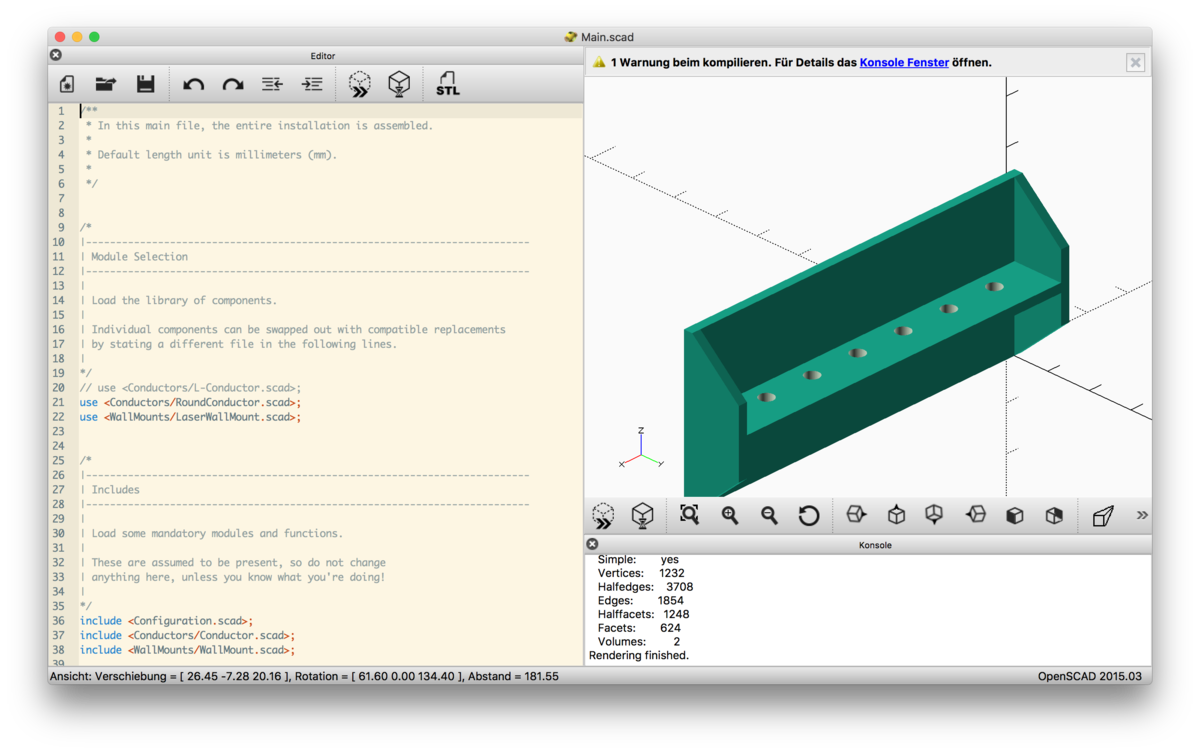 Main.scad
Editor
STL
1 /**
2  * In this main file, the entire installation is assembled.
3  *
4  * Default length unit is millimeters (mm).
5  *
6  */
7
8
9 /*
10 |--------------------------------------------------------------------------
11 | Module Selection
12 |--------------------------------------------------------------------------
13 |
14 | Load the library of components.
15 |
16 | Individual components can be swapped out with compatible replacements
17 | by stating a different file in the following lines.
18 |
19 */
20 // use <Conductors/L-Conductor.scad>;
21 use <Conductors/RoundConductor.scad>;
22 use <WallMounts/LaserWallMount.scad>;
23
24
25 /*
26 |--------------------------------------------------------------------------
27 | Includes
28 |--------------------------------------------------------------------------
29 |
30 | Load some mandatory modules and functions.
31 |
32 | These are assumed to be present, so do not change
33 | anything here, unless you know what you're doing!
34 |
35 */
36 include <Configuration.scad>;
37 include <Conductors/Conductor.scad>;
38 include <WallMounts/WallMount.scad>;
39
1 Warnung beim kompilieren. Für Details das Konsole Fenster öffnen.
Z
X
Y
»
Konsole
Simple: yes
Vertices: 1232
Halfedges: 3708
Edges: 1854
Halffacets: 1248
Facets: 624
Volumes: 2
Rendering finished.
Ansicht: Verschiebung = [ 26.45 -7.28 20.16 ], Rotation = [ 61.60 0.00 134.40 ], Abstand = 181.55
OpenSCAD 2015.03